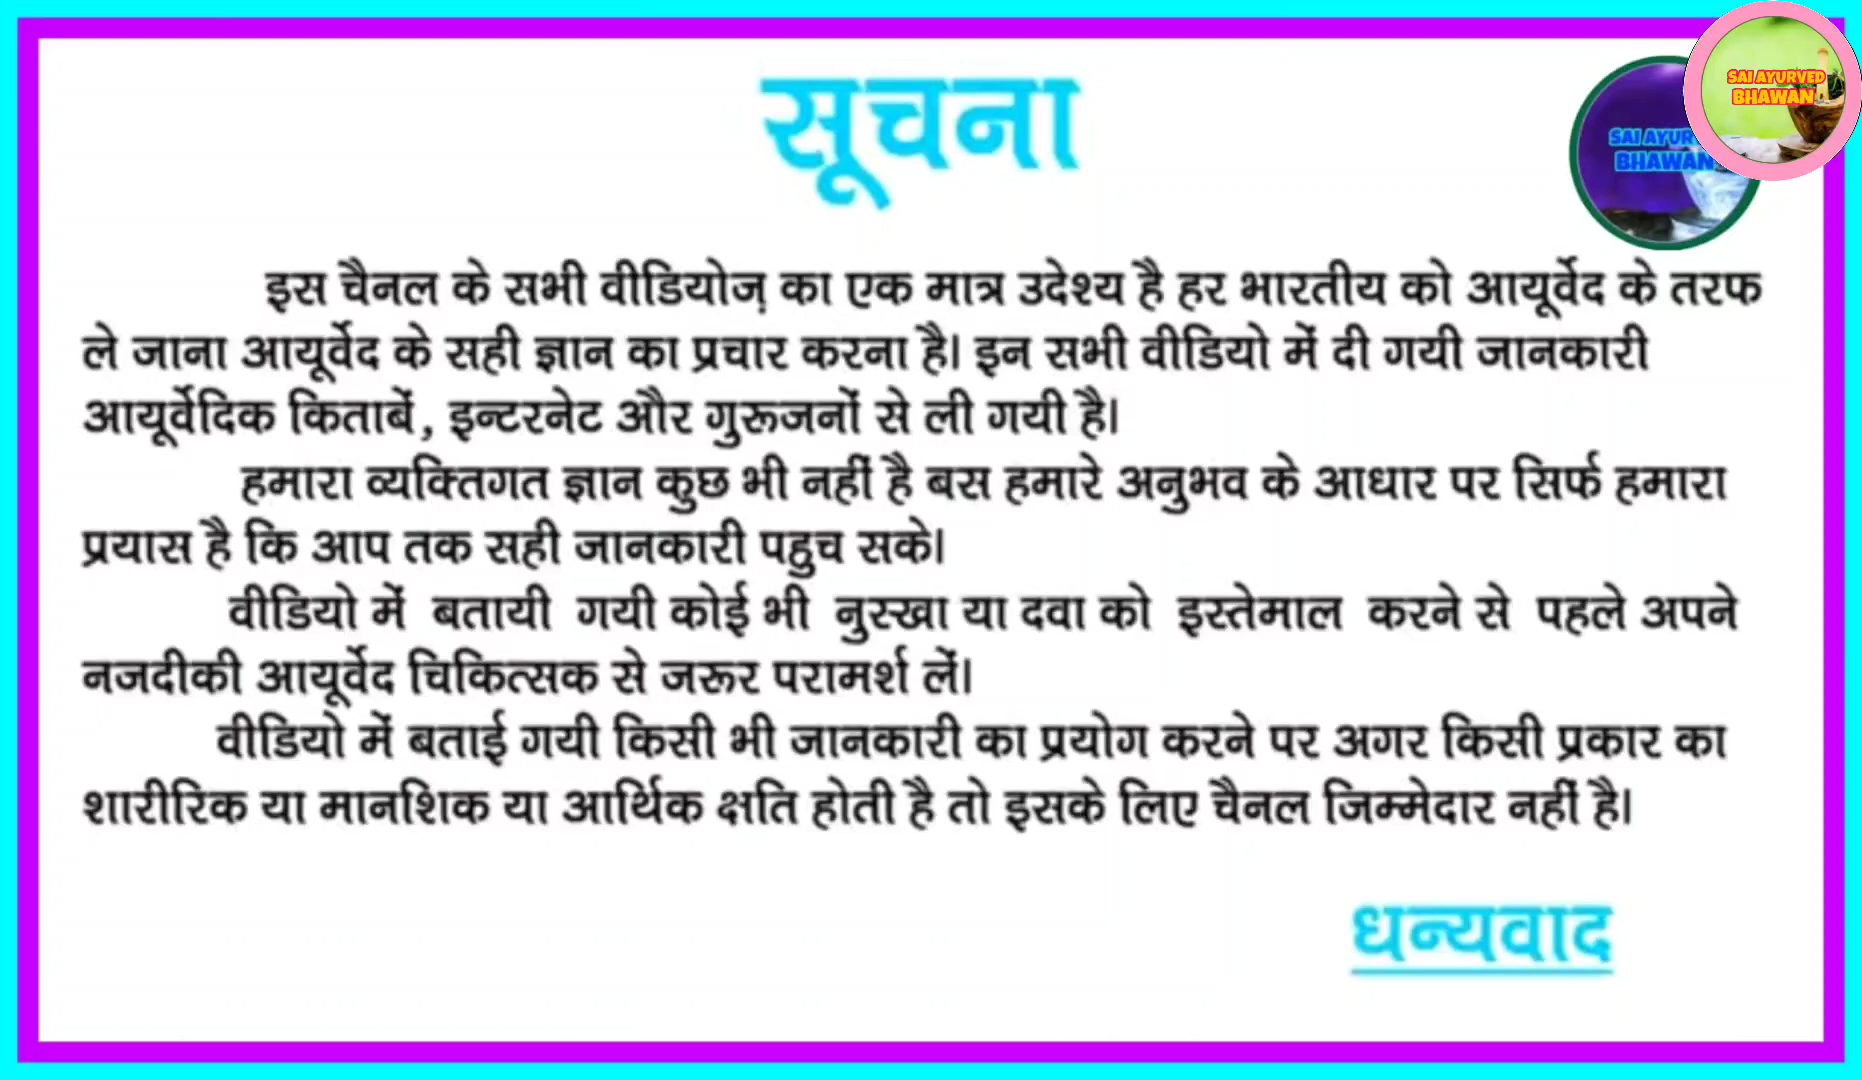 सूचना
SAI AYURVED
BHAWAN
SAI AYUR
BHAWAN
इस चैनल के सभी वीडियोज़ का एक मात्र उदेश्य है हर भारतीय को आयूर्वेद के तरफ
ले जाना आयूर्वेद के सही ज्ञान का प्रचार करना है। इन सभी वीडियो में दी गयी जानकारी
आयूर्वेदिक किताबें, इन्टरनेट और गुरूजनों से ली गयी है।
हमारा व्यक्तिगत ज्ञान कुछ भी नहीं है बस हमारे अनुभव के आधार पर सिर्फ हमारा
प्रयास है कि आप तक सही जानकारी पहुच सके।
वीडियो में बतायी गयी कोई भी नुस्खा या दवा को इस्तेमाल करने से पहले अपने
नजदीकी आयूर्वेद चिकित्सक से जरूर परामर्श लें।
वीडियो में बताई गयी किसी भी जानकारी का प्रयोग करने पर अगर किसी प्रकार का
शारीरिक या मानशिक या आर्थिक क्षति होती है तो इसके लिए चैनल जिम्मेदार नहीं है।
धन्यवाद